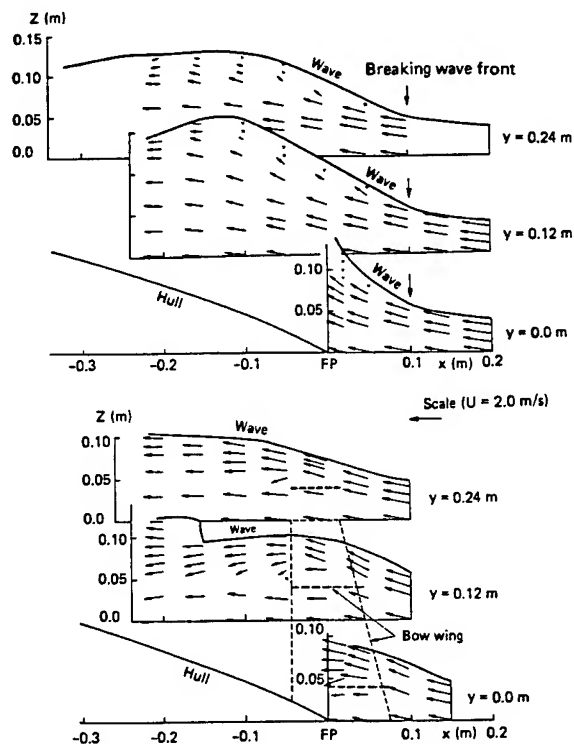 Z (m)
0.15
0.10
0.05
0.0
Wave
Breaking wave front
y = 0.24 m
Wave
y = 0.12 m
0.10
0.05
Wave
y = 0.0 m
Hull
−0.3 −0.2 −0.1 FP x (m) 0.1 0.2
Scale (U = 2.0 m/s)
Z (m)
0.10
0.05
0.0
Wave
y = 0.24 m
0.10
0.05
0.0
Wave
y = 0.12 m
Bow wing
0.10
0.05
y = 0.0 m
Hull
−0.3 −0.2 −0.1 FP 0.1 x (m) 0.2